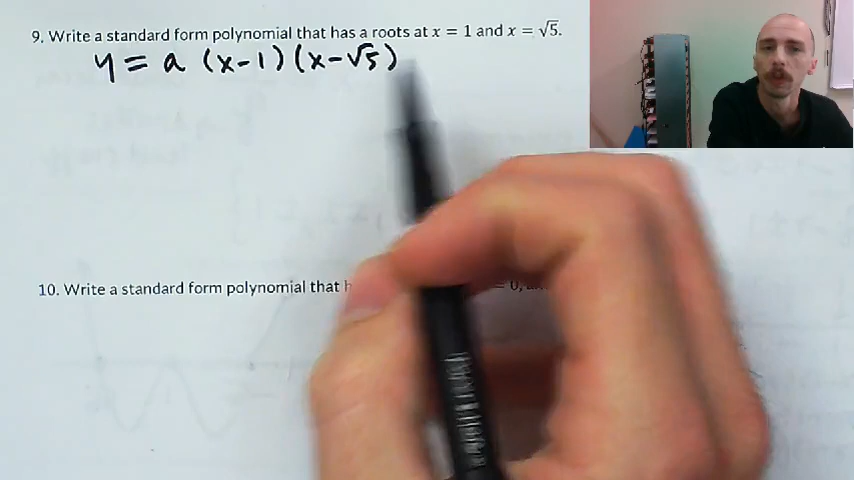 9. Write a standard form polynomial that has a roots at x = 1 and x = √5.
y = a (x-1)(x-√5)
10. Write a standard form polynomial that = 0,